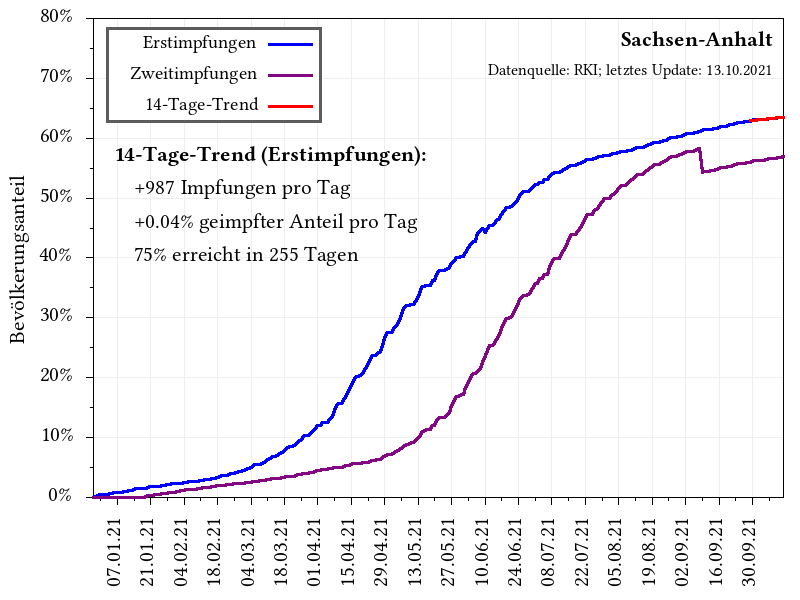 Sachsen-Anhalt
Datenquelle: RKI; letztes Update: 13.10.2021
Erstimpfungen
Zweitimpfungen
14-Tage-Trend
14-Tage-Trend (Erstimpfungen):
+987 Impfungen pro Tag
+0.04% geimpfter Anteil pro Tag
75% erreicht in 255 Tagen
Bevölkerungsanteil
80%
70%
60%
50%
40%
30%
20%
10%
0%
07.01.21
21.01.21
04.02.21
18.02.21
04.03.21
18.03.21
01.04.21
15.04.21
29.04.21
13.05.21
27.05.21
10.06.21
24.06.21
08.07.21
22.07.21
05.08.21
19.08.21
02.09.21
16.09.21
30.09.21